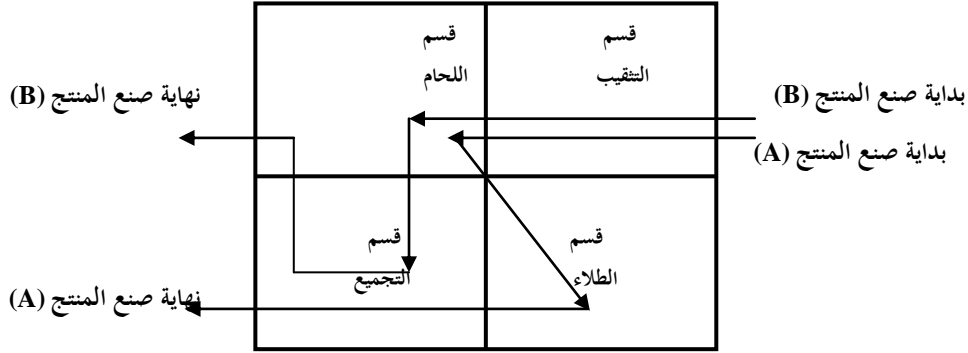 قسم
التثقيب
قسم
اللحام
بداية صنع المنتج (B)
نهاية صنع المنتج (B)
بداية صنع المنتج (A)
قسم
الطلاء
قسم
التجميع
نهاية صنع المنتج (A)